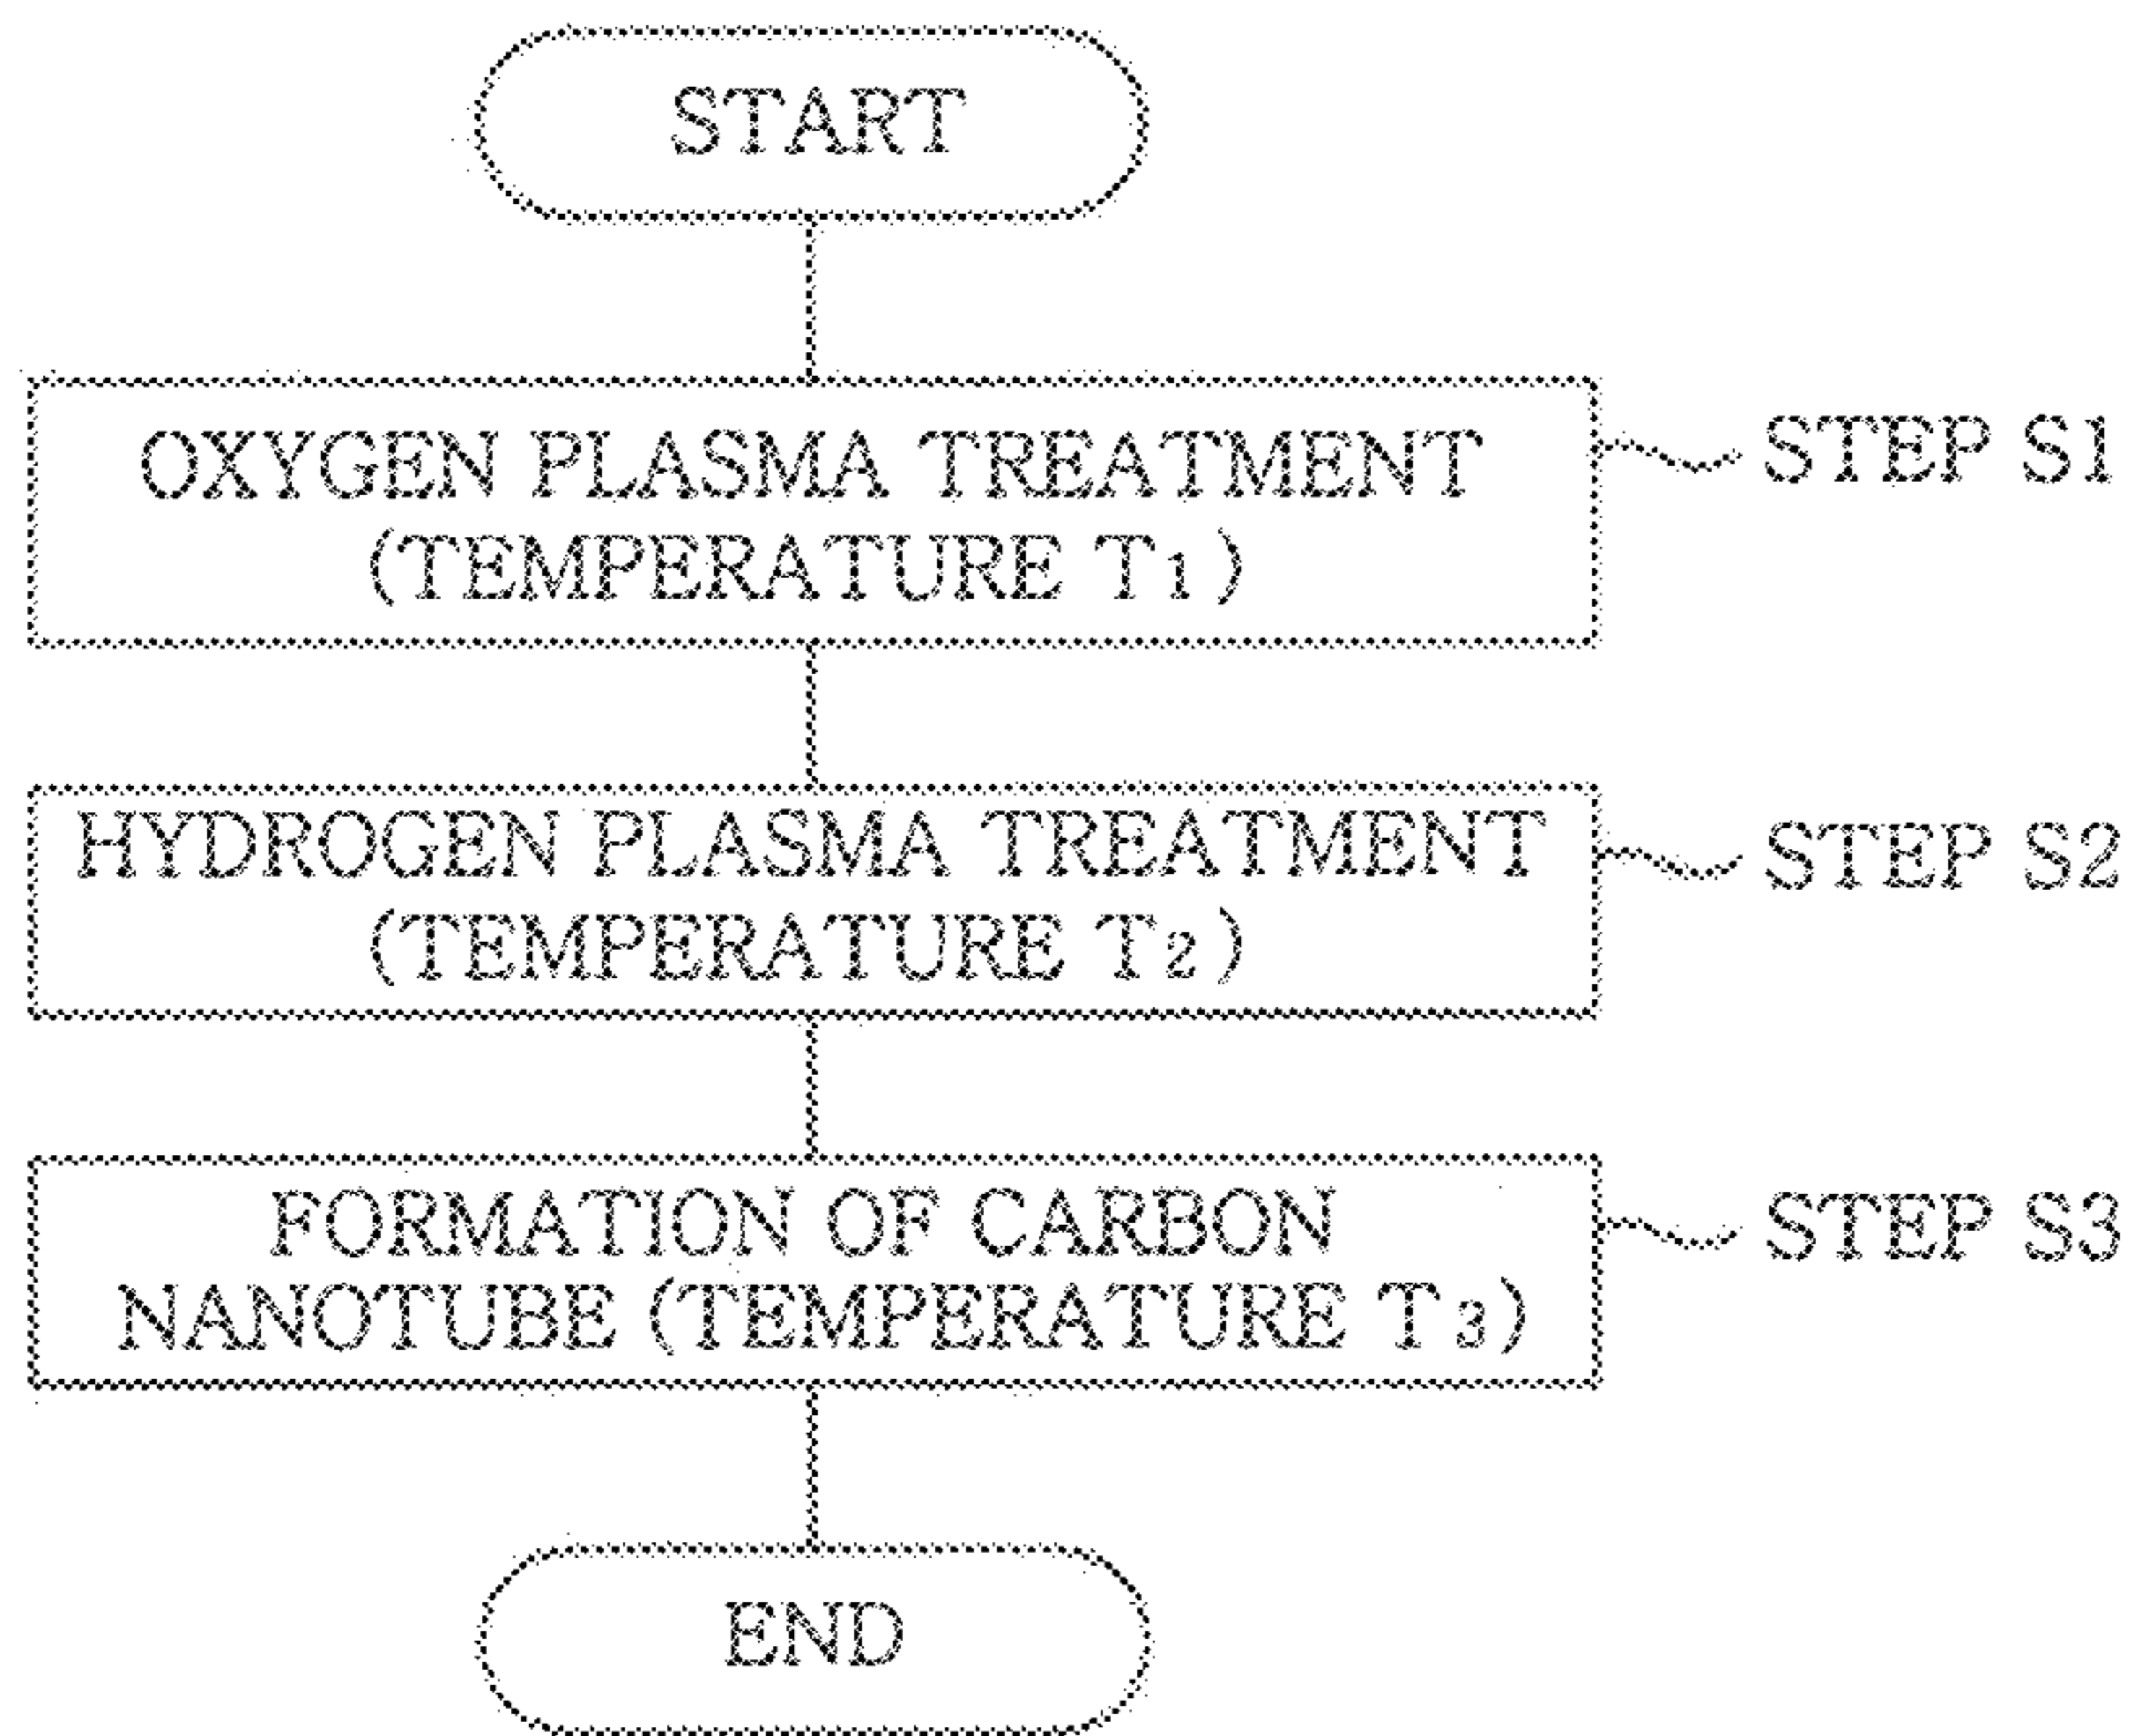 START
OXYGEN PLASMA TREATMENT
(TEMPERATURE T1)
STEP S1
HYDROGEN PLASMA TREATMENT
(TEMPERATURE T2)
STEP S2
FORMATION OF CARBON
NANOTUBE (TEMPERATURE T3)
STEP S3
END